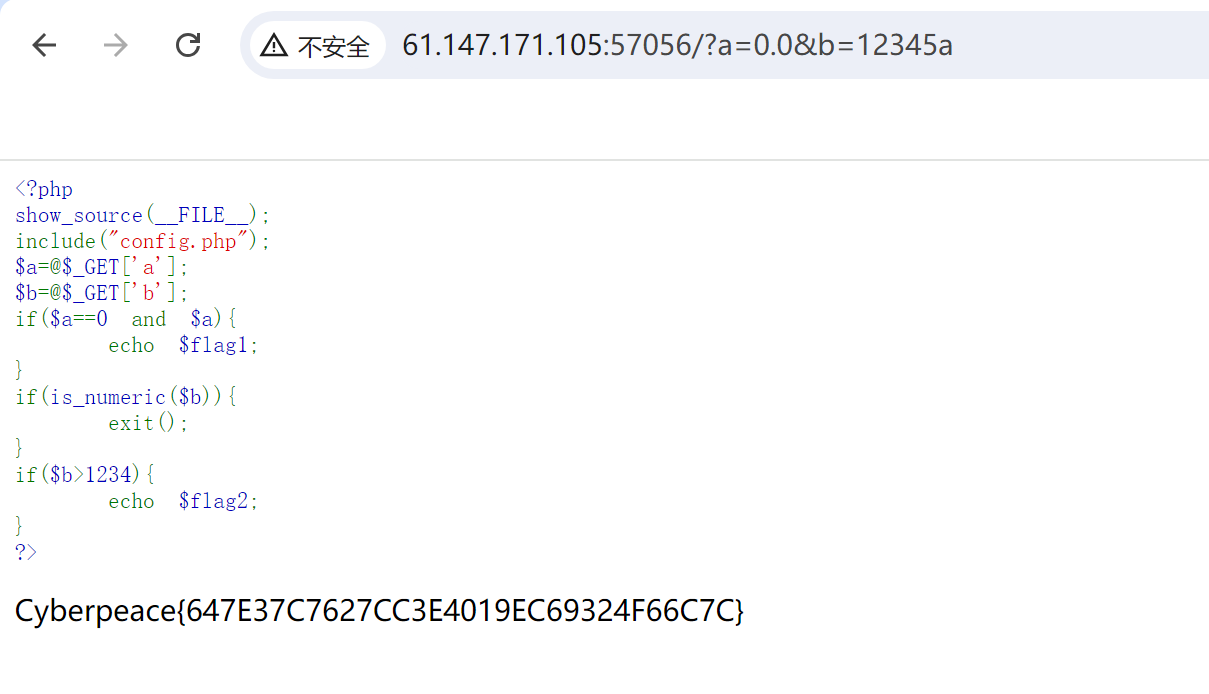 不安全 61.147.171.105:57056/?a=0.0&b=12345a
<?php
show_source(__FILE__);
include("config.php");
$a=@$_GET['a'];
$b=@$_GET['b'];
if($a==0 and $a){
echo $flag1;
}
if(is_numeric($b)){
exit();
}
if($b>1234){
echo $flag2;
}
?>
Cyberpeace{647E37C7627CC3E4019EC69324F66C7C}